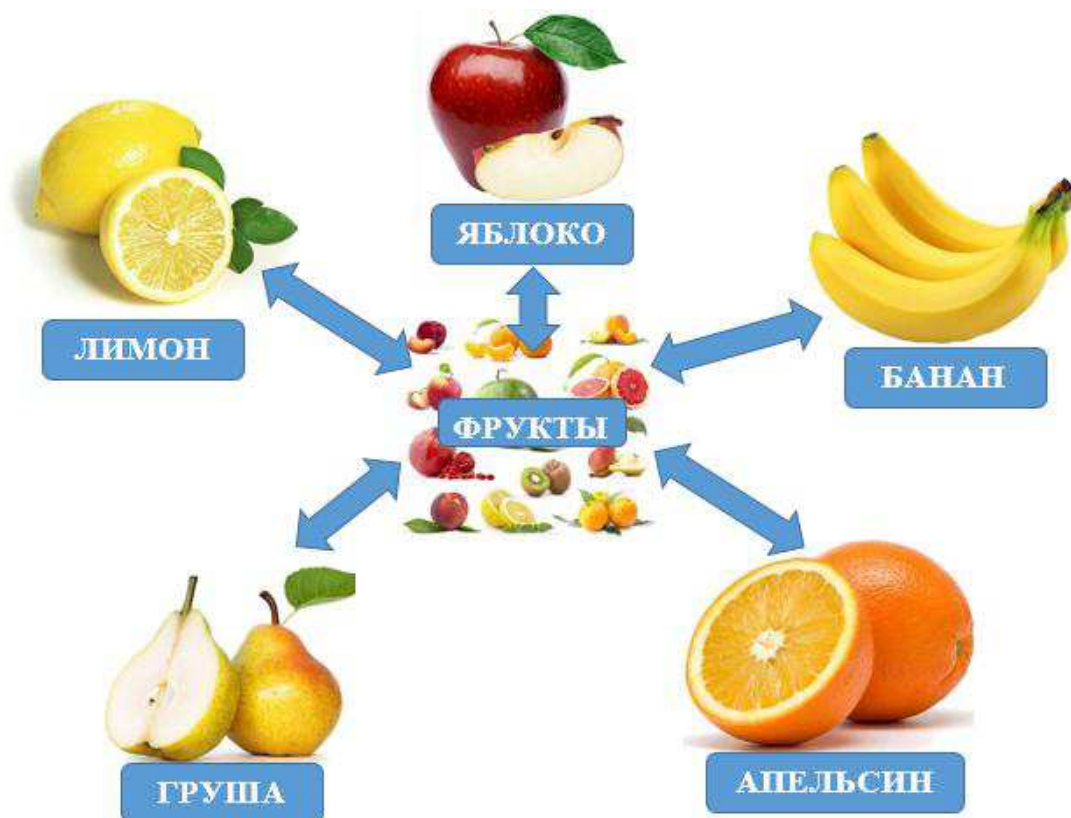 ЯБЛОКО
ЛИМОН
БАНАН
ФРУКТЫ
ГРУША
АПЕЛЬСИН